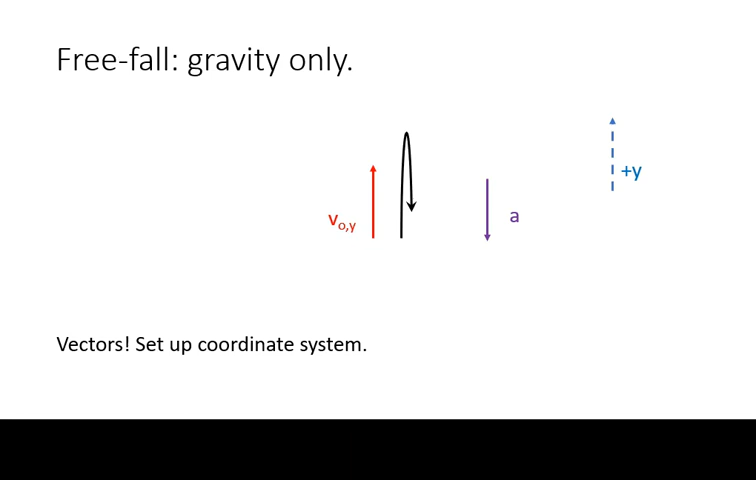 Free-fall: gravity only.
+y
vo,y
a
Vectors! Set up coordinate system.